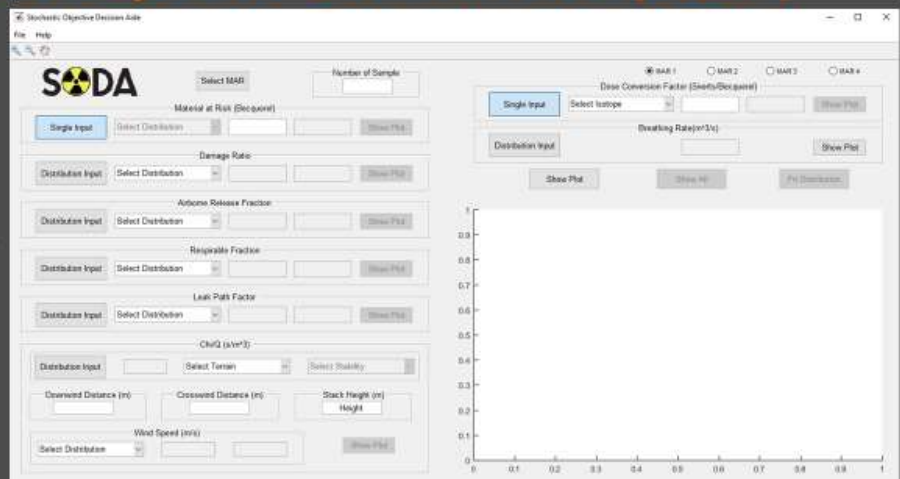 Stochastic Objective Decision Aide
File Help
SODA
Select MAR
Number of Sample
Material at Risk (Becquerel)
Single Input Select Distribution Show Plot
Damage Ratio
Distribution Input Select Distribution Show Plot
Airborne Release Fraction
Distribution Input Select Distribution Show Plot
Respirable Fraction
Distribution Input Select Distribution Show Plot
Leak Path Factor
Distribution Input Select Distribution Show Plot
Chi/Q (s/m^3)
Distribution Input Select Terrain Select Stability
Downwind Distance (m) Crosswind Distance (m) Stack Height (m)
Height
Wind Speed (m/s)
Select Distribution Show Plot
MAR 1 MAR 2 MAR 3 MAR 4
Dose Conversion Factor (Sieverts/Becquerel)
Single Input Select Isotope Show Plot
Breathing Rate(m^3/s)
Distribution Input Show Plot
Show Plot Show All Fit Distribution
1
0.9
0.8
0.7
0.6
0.5
0.4
0.3
0.2
0.1
0
0 0.1 0.2 0.3 0.4 0.5 0.6 0.7 0.8 0.9 1